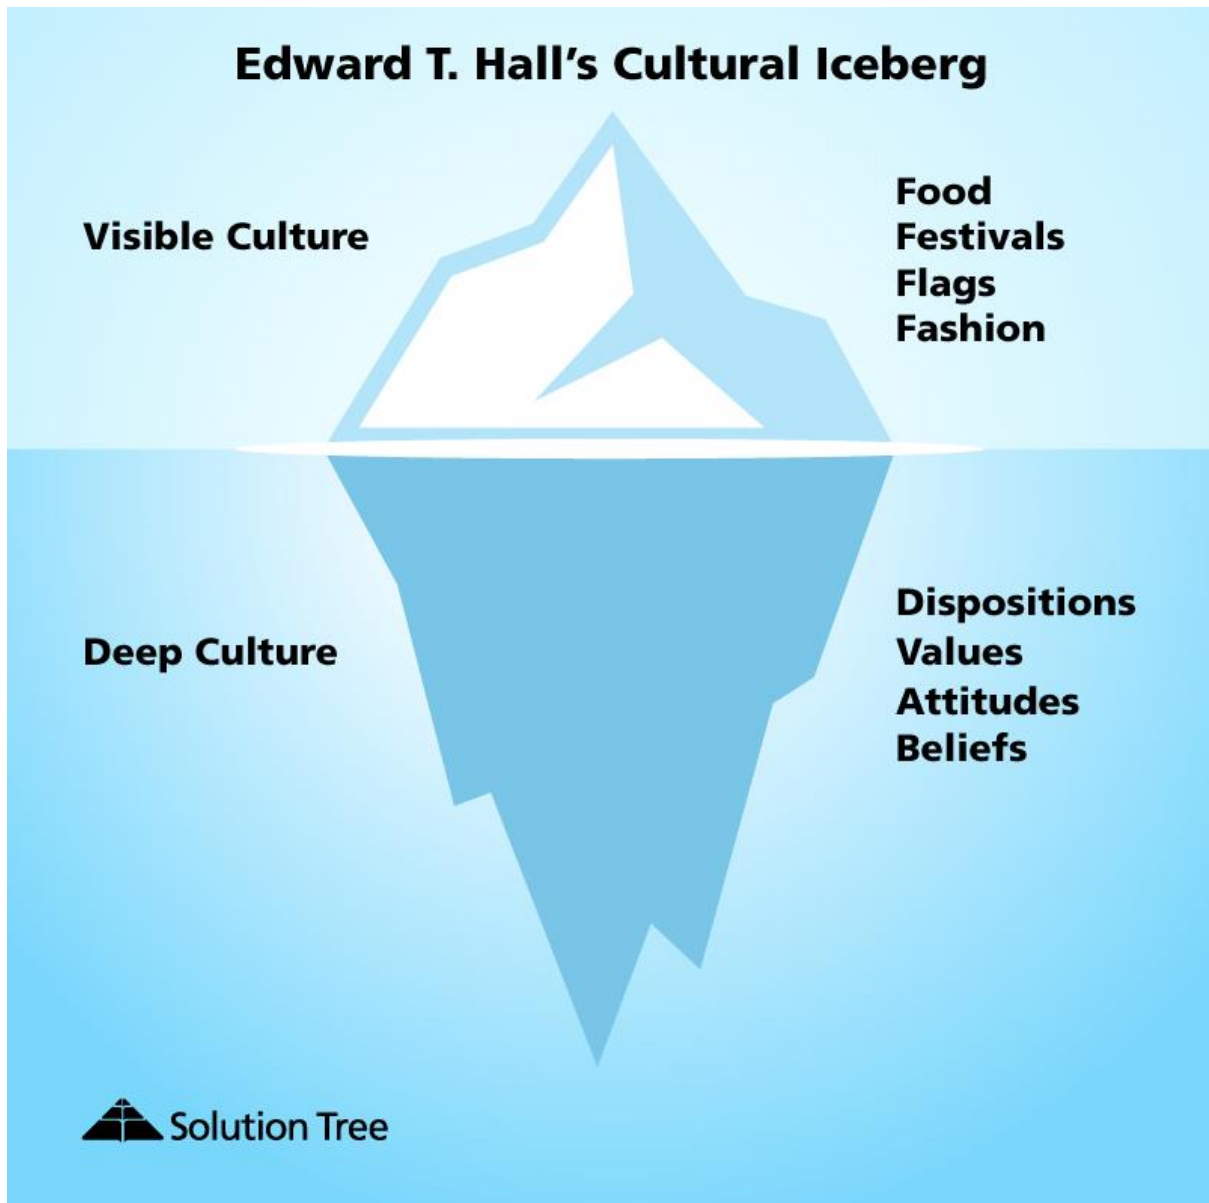 Edward T. Hall’s Cultural Iceberg
Visible Culture
Food
Festivals
Flags
Fashion
Deep Culture
Dispositions
Values
Attitudes
Beliefs
Solution Tree